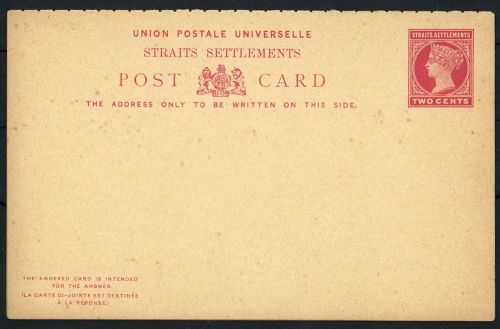 UNION POSTALE UNIVERSELLE
STRAITS SETTLEMENTS
POST CARD
THE ADDRESS ONLY TO BE WRITTEN ON THIS SIDE.
STRAITS SETTLEMENTS
TWO CENTS
THE ANNEXED CARD IS INTENDED
FOR THE ANSWER.
(LA CARTE CI-JOINTE EST DESTINÉE
À LA RÉPONSE.)